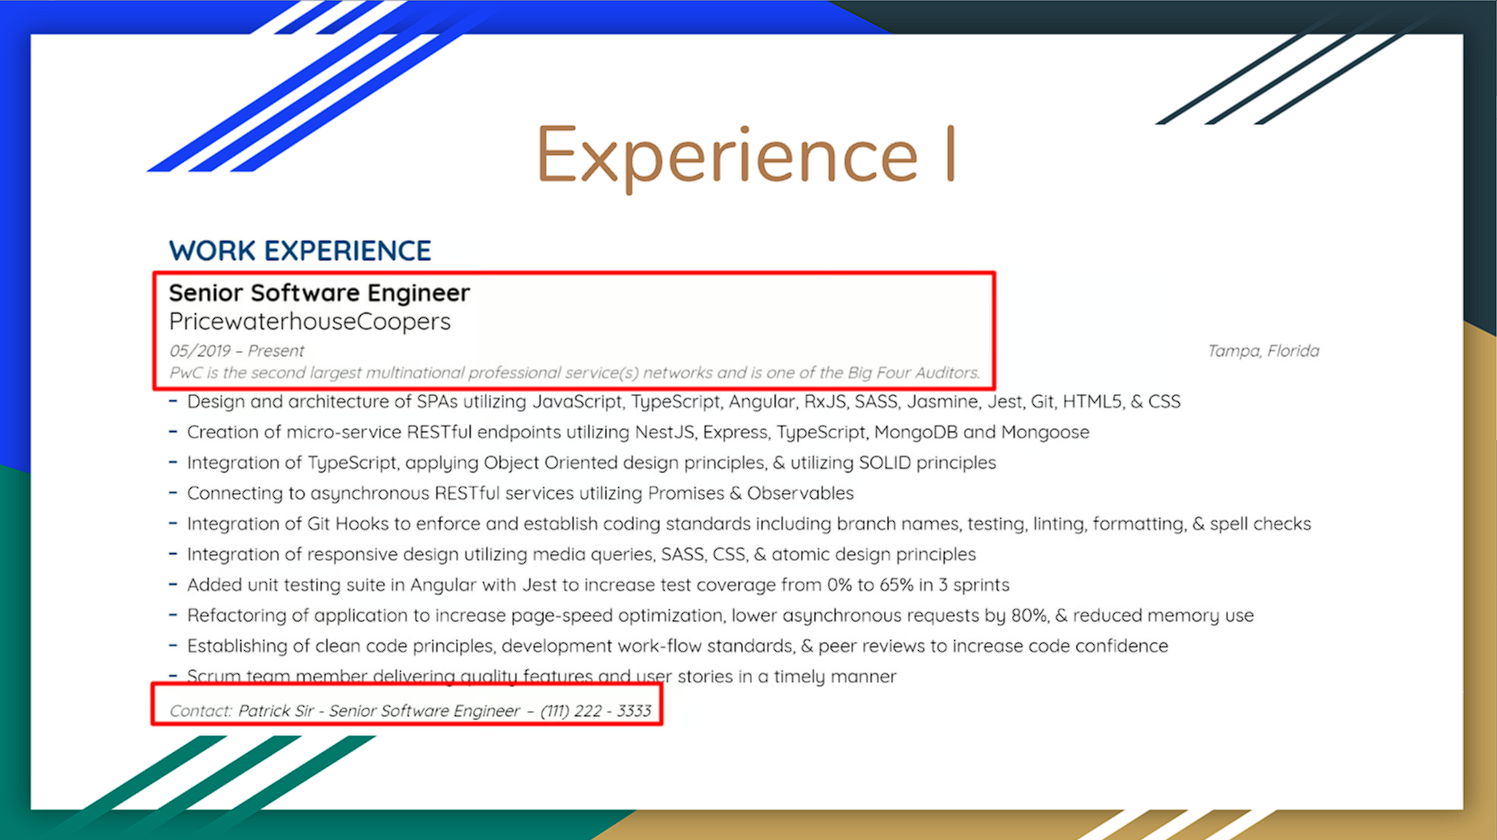 Experience I
WORK EXPERIENCE
Senior Software Engineer
PricewaterhouseCoopers
05/2019 – Present
Tampa, Florida
PwC is the second largest multinational professional service(s) networks and is one of the Big Four Auditors.
– Design and architecture of SPAs utilizing JavaScript, TypeScript, Angular, RxJS, SASS, Jasmine, Jest, Git, HTML5, & CSS
– Creation of micro-service RESTful endpoints utilizing NestJS, Express, TypeScript, MongoDB and Mongoose
– Integration of TypeScript, applying Object Oriented design principles, & utilizing SOLID principles
– Connecting to asynchronous RESTful services utilizing Promises & Observables
– Integration of Git Hooks to enforce and establish coding standards including branch names, testing, linting, formatting, & spell checks
– Integration of responsive design utilizing media queries, SASS, CSS, & atomic design principles
– Added unit testing suite in Angular with Jest to increase test coverage from 0% to 65% in 3 sprints
– Refactoring of application to increase page-speed optimization, lower asynchronous requests by 80%, & reduced memory use
– Establishing of clean code principles, development work-flow standards, & peer reviews to increase code confidence
– Scrum team member delivering quality features and user stories in a timely manner
Contact: Patrick Sir - Senior Software Engineer – (111) 222 - 3333